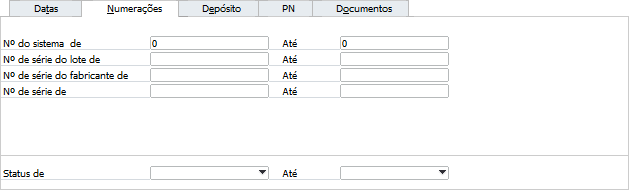 Datas Numerações Depósito PN Documentos
Nº do sistema de 0 Até 0
Nº de série do lote de Até
Nº de série do fabricante de Até
Nº de série de Até
Status de Até